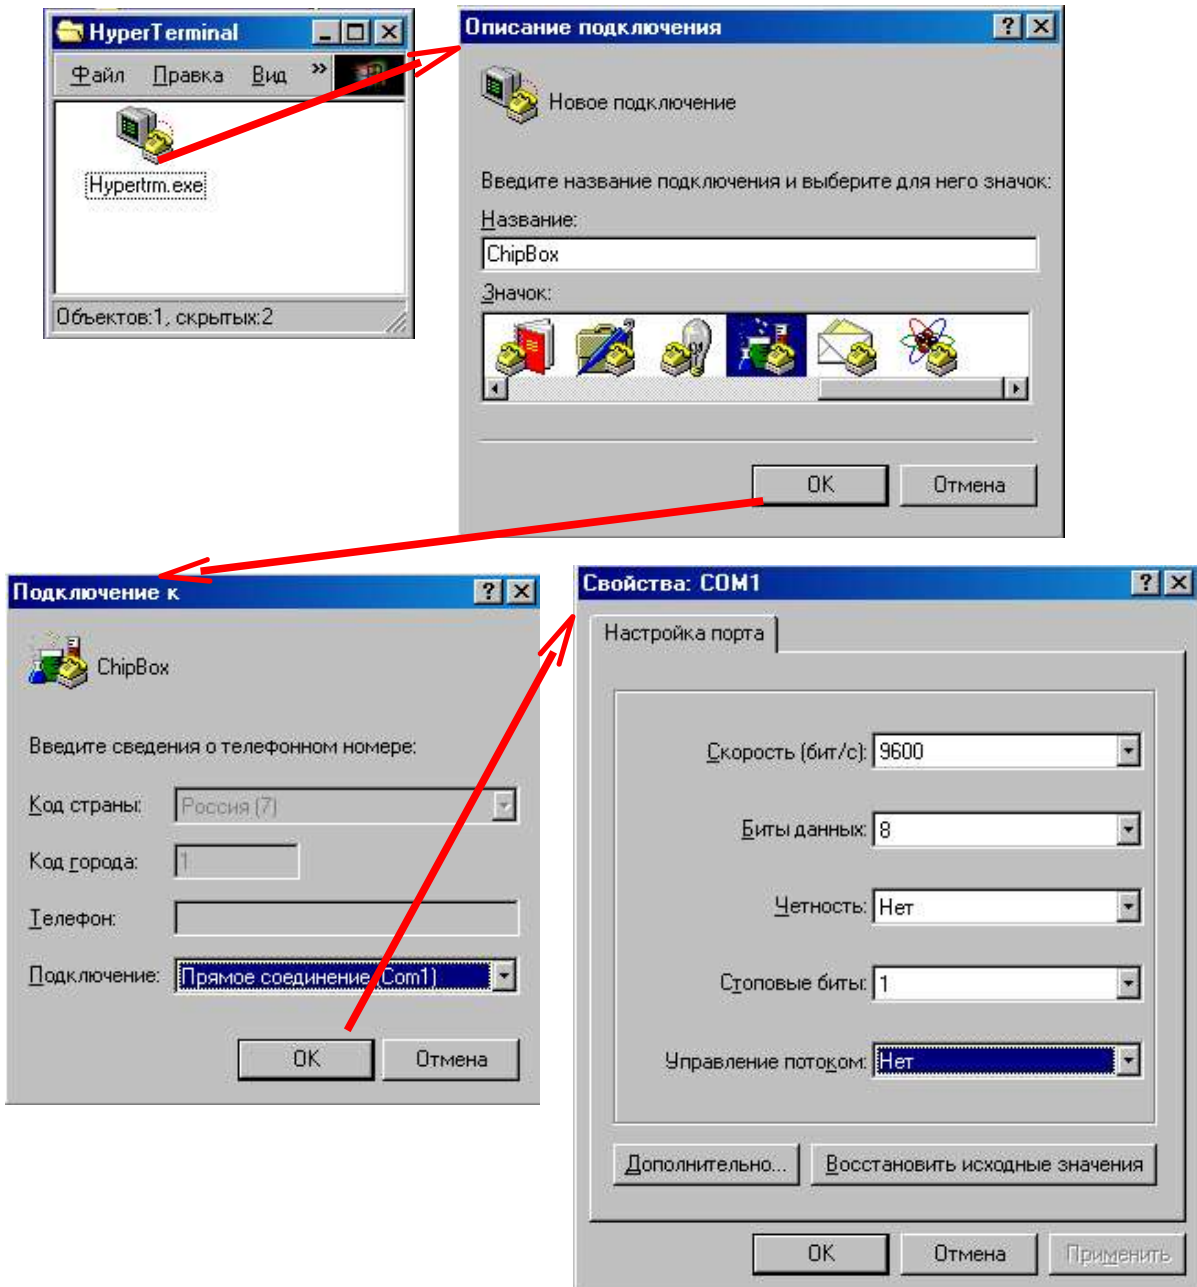 HyperTerminal
Файл Правка Вид »
Hypertrm.exe
Объектов:1, скрытых:2
Описание подключения
Новое подключение
Введите название подключения и выберите для него значок:
Название:
ChipBox
Значок:
OK Отмена
Подключение к
ChipBox
Введите сведения о телефонном номере:
Код страны: Россия (7)
Код города: 1
Телефон:
Подключение: Прямое соединение (Com1)
OK Отмена
Свойства: COM1
Настройка порта
Скорость (бит/с): 9600
Биты данных: 8
Четность: Нет
Стоповые биты: 1
Управление потоком: Нет
Дополнительно... Восстановить исходные значения
OK Отмена Применить